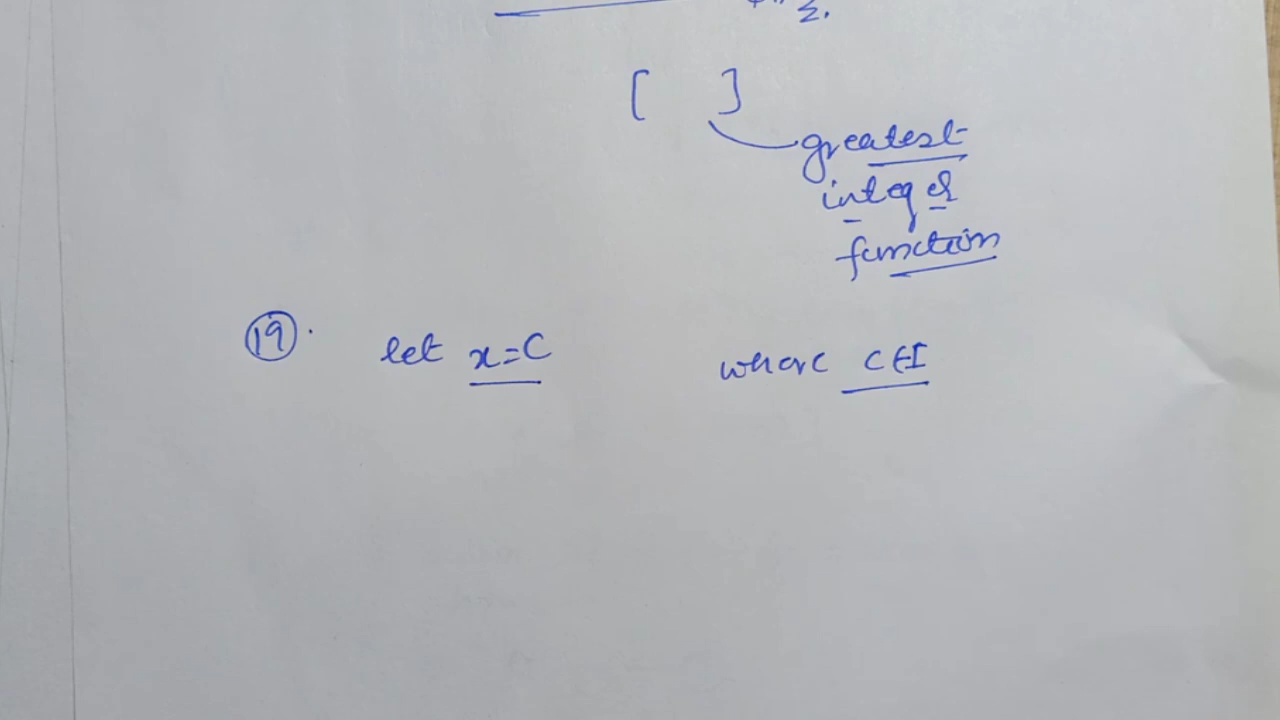 [ ]
greatest
integer
function
19. let x=C where C∈I